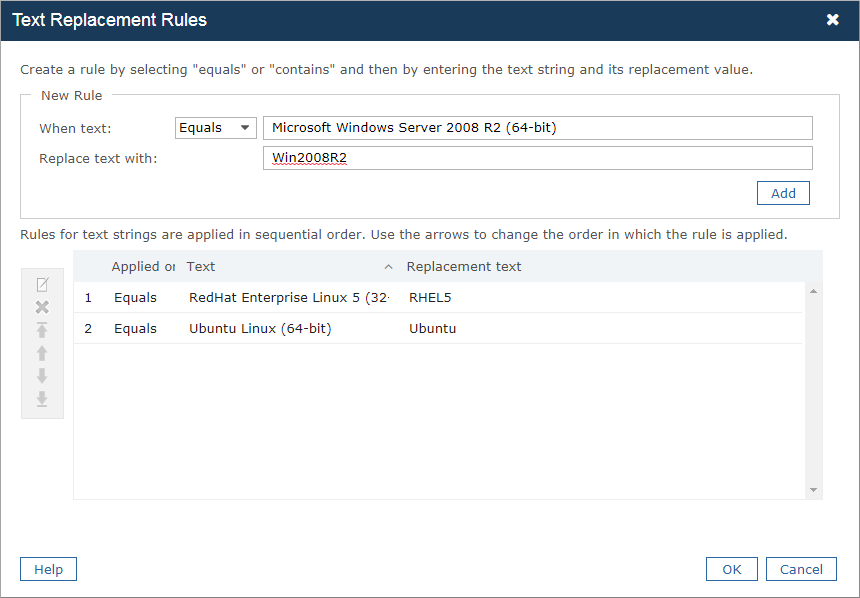 Text Replacement Rules
Create a rule by selecting "equals" or "contains" and then by entering the text string and its replacement value.
New Rule
When text: Equals Microsoft Windows Server 2008 R2 (64-bit)
Replace text with: Win2008R2
Add
Rules for text strings are applied in sequential order. Use the arrows to change the order in which the rule is applied.
Applied or Text Replacement text
1 Equals RedHat Enterprise Linux 5 (32- RHEL5
2 Equals Ubuntu Linux (64-bit) Ubuntu
Help OK Cancel